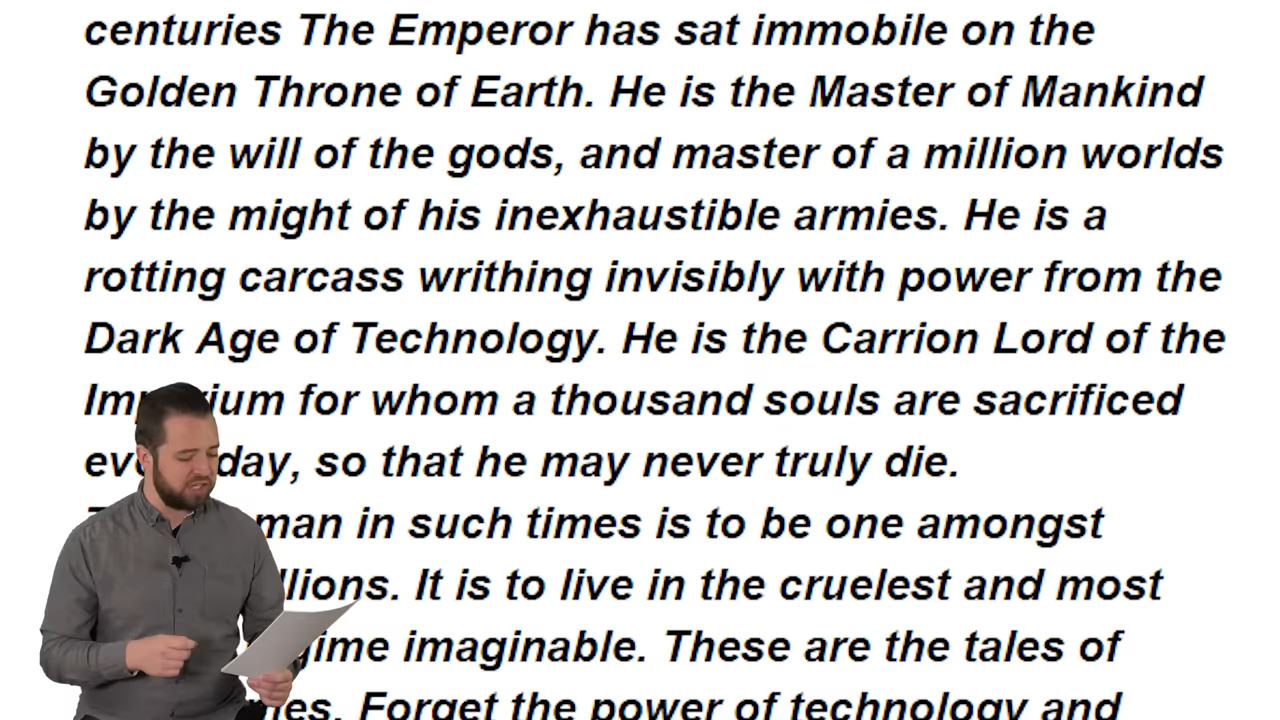 centuries The Emperor has sat immobile on the
Golden Throne of Earth. He is the Master of Mankind
by the will of the gods, and master of a million worlds
by the might of his inexhaustible armies. He is a
rotting carcass writhing invisibly with power from the
Dark Age of Technology. He is the Carrion Lord of the
for whom a thousand souls are sacrificed
day, so that he may never truly die.
man in such times is to be one amongst
It is to live in the cruelest and most
imaginable. These are the tales of
Forget the power of technology and